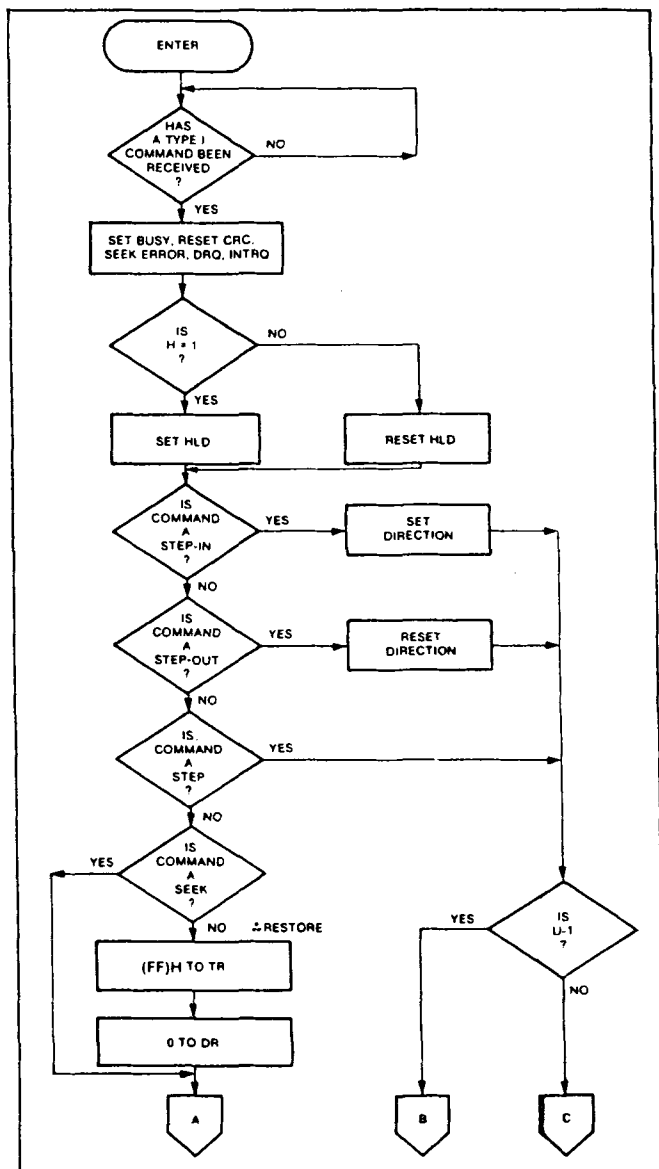 ENTER
HAS
A TYPE I
COMMAND BEEN
RECEIVED
?
NO
YES
SET BUSY, RESET CRC,
SEEK ERROR, DRQ, INTRQ
IS
H = 1
?
NO
YES
SET HLD
RESET HLD
IS
COMMAND
A
STEP-IN
?
YES
SET
DIRECTION
NO
IS
COMMAND
A
STEP-OUT
?
YES
RESET
DIRECTION
NO
IS
COMMAND
A
STEP
?
YES
NO
IS
COMMAND
A
SEEK
?
YES
NO ∴RESTORE
(FF)H TO TR
0 TO DR
IS
U-1
?
YES
NO
A
B
C